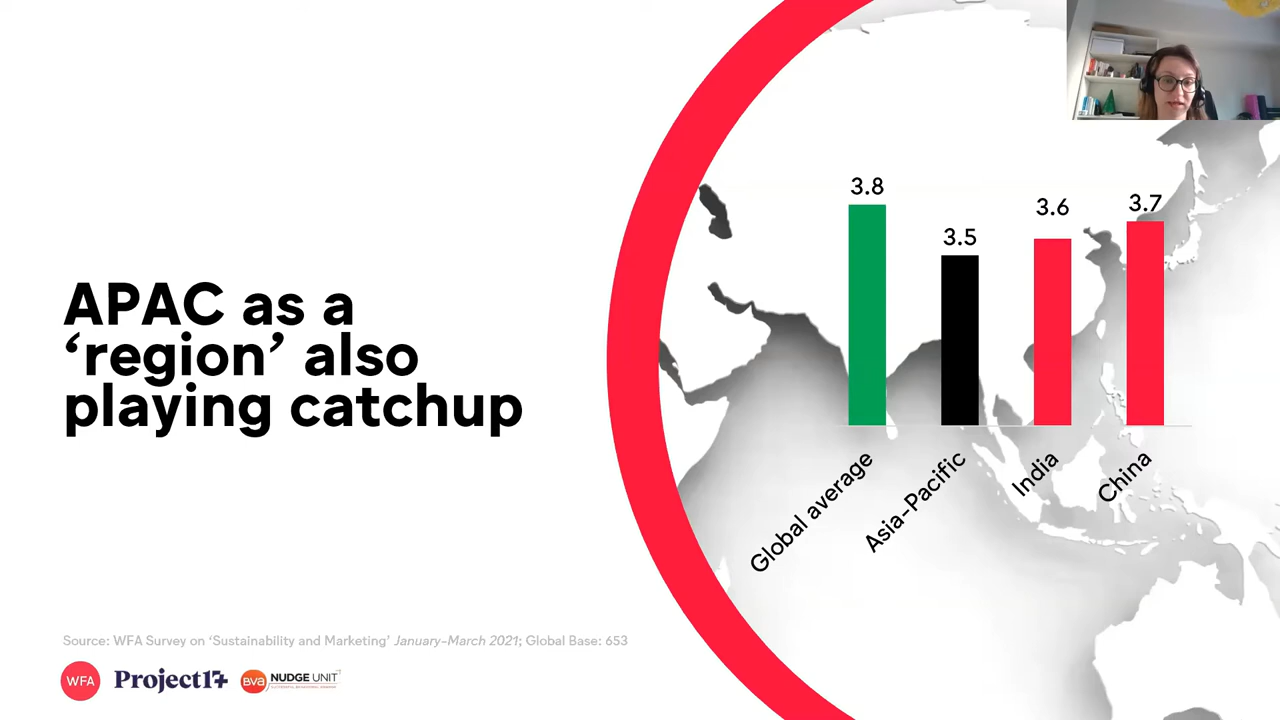 APAC as a
‘region’ also
playing catchup
3.8
3.5
3.6
3.7
Global average
Asia-Pacific
India
China
Source: WFA Survey on ‘Sustainability and Marketing’ January-March 2021; Global Base: 653
WFA
Project17
BVA NUDGE UNIT